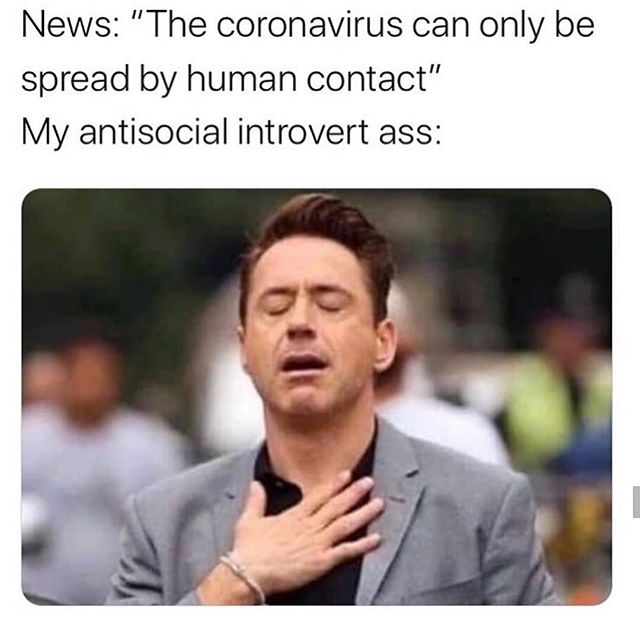 News: “The coronavirus can only be
spread by human contact”
My antisocial introvert ass: